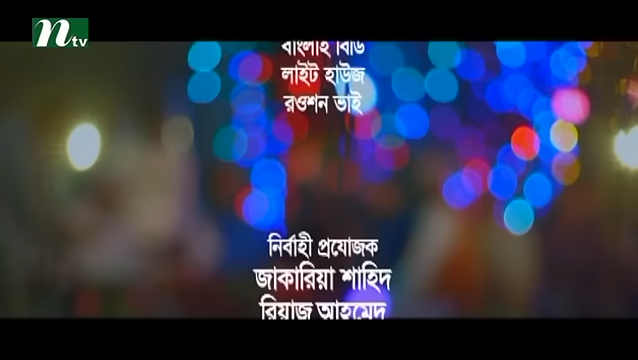 ntv
বাংলাহ বিডি
লাইট হাউজ
রওশন ভাই
নির্বাহী প্রযোজক
জাকারিয়া শাহিদ
রিয়াজ আহমেদ